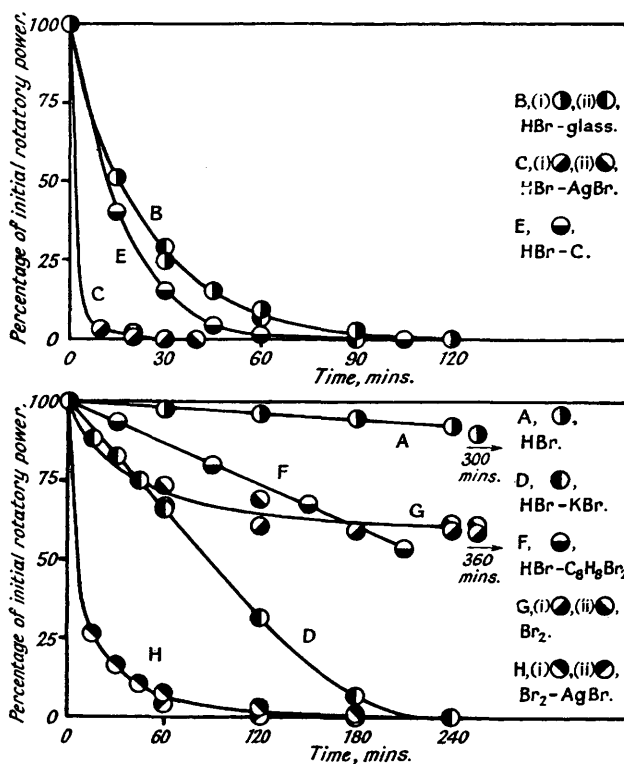 Percentage of initial rotatory power.
100
75
50
25
0
B
E
C
0
30
60
90
120
Time, mins.
B,(i) ,(ii) ,
HBr-glass.
C,(i) ,(ii) ,
HBr-AgBr.
E, ,
HBr-C.
Percentage of initial rotatory power.
100
75
50
25
0
A
F
G
D
H
300
mins.
360
mins.
0
60
120
180
240
Time, mins.
A, ,
HBr.
D, ,
HBr-KBr.
F, ,
HBr-C₈H₈Br₂
G,(i) ,(ii) ,
Br₂.
H,(i) ,(ii) ,
Br₂-AgBr.